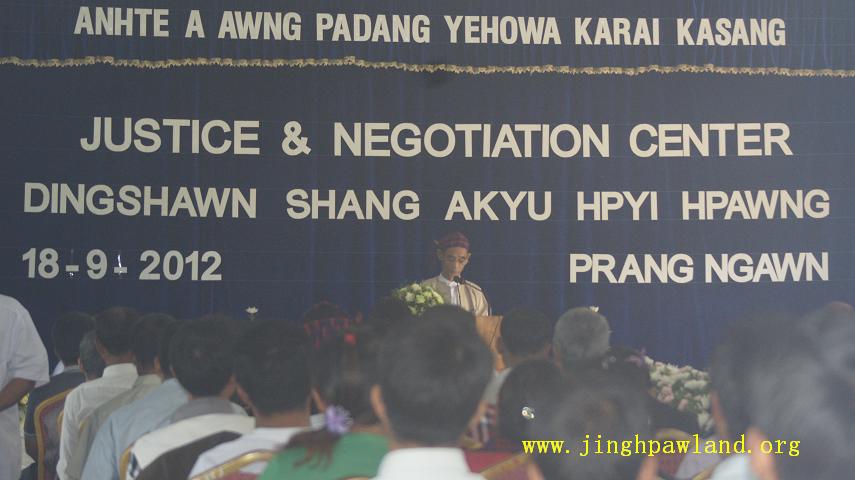 ANHTE A AWNG PADANG YEHOWA KARAI KASANG
JUSTICE & NEGOTIATION CENTER
DINGSHAWN SHANG AKYU HPYI HPAWNG
18-9-2012 PRANG NGAWN
www.jinghpawland.org